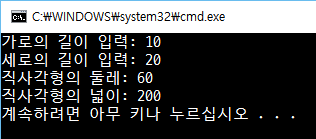 C:₩WINDOWS₩system32₩cmd.exe
가로의 길이 입력: 10
세로의 길이 입력: 20
직사각형의 둘레: 60
직사각형의 넓이: 200
계속하려면 아무 키나 누르십시오 . . .